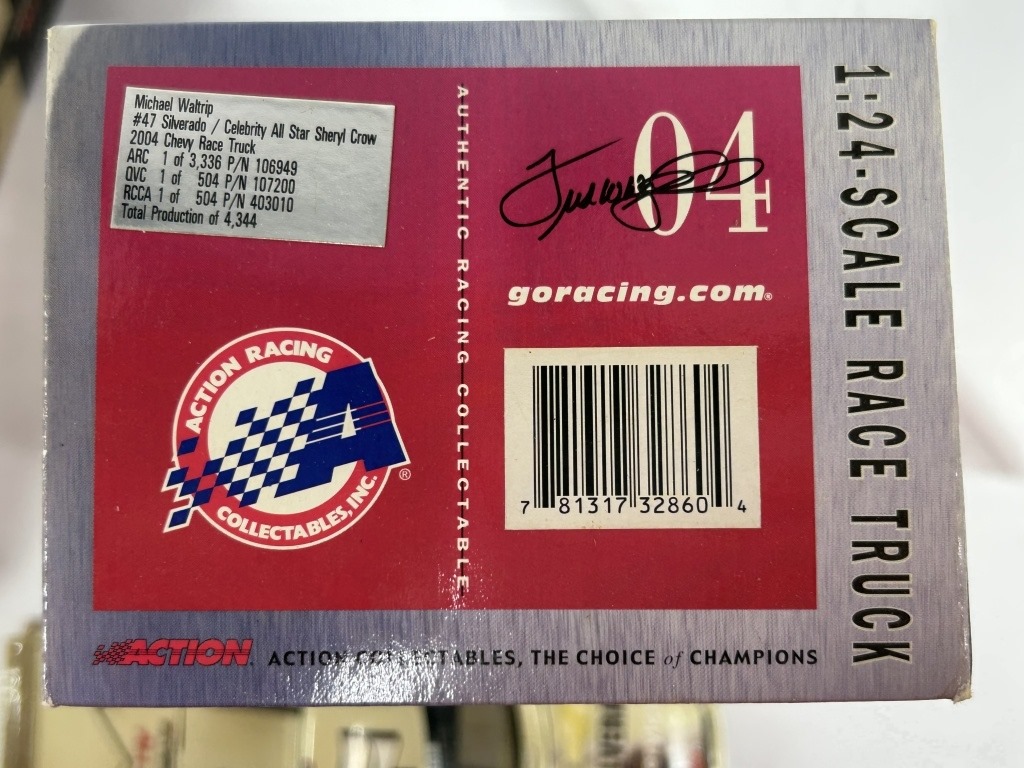 Michael Waltrip
#47 Silverado / Celebrity All Star Sheryl Crow
2004 Chevy Race Truck
ARC 1 of 3,336 P/N 106949
QVC 1 of 504 P/N 107200
RCCA 1 of 504 P/N 403010
Total Production of 4,344
ACTION RACING
COLLECTABLES, INC.
A
®
AUTHENTIC RACING COLLECTABLE
04
goracing.com®
7 81317 32860 4
1:24-SCALE RACE TRUCK
ACTION. ACTION COLLECTABLES, THE CHOICE of CHAMPIONS